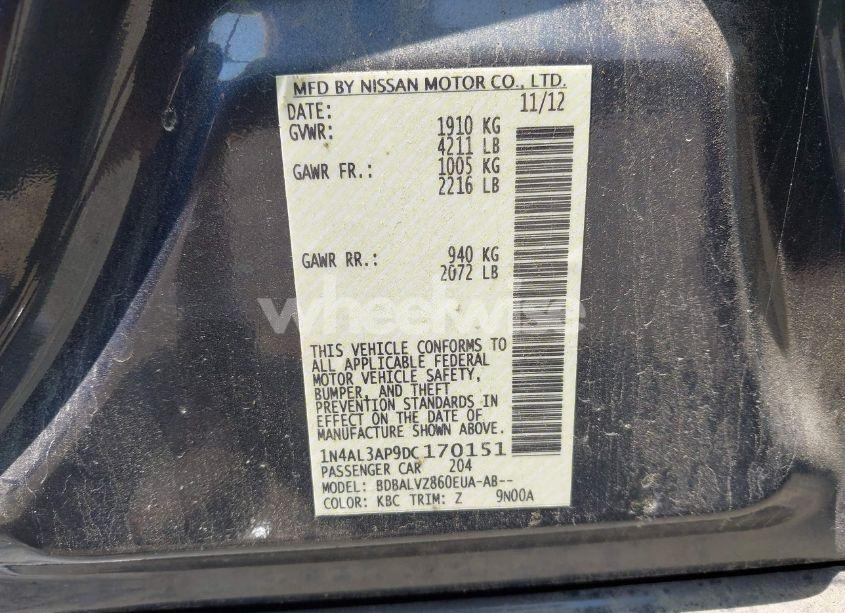 MFD BY NISSAN MOTOR CO., LTD.
DATE: 11/12
GVWR: 1910 KG
4211 LB
GAWR FR.: 1005 KG
2216 LB
GAWR RR.: 940 KG
2072 LB
wheelwise
THIS VEHICLE CONFORMS TO
ALL APPLICABLE FEDERAL
MOTOR VEHICLE SAFETY,
BUMPER, AND THEFT
PREVENTION STANDARDS IN
EFFECT ON THE DATE OF
MANUFACTURE SHOWN ABOVE.
1N4AL3AP9DC170151
PASSENGER CAR 204
MODEL: BDBALVZ860EUA-AB--
COLOR: KBC TRIM: Z 9N00A